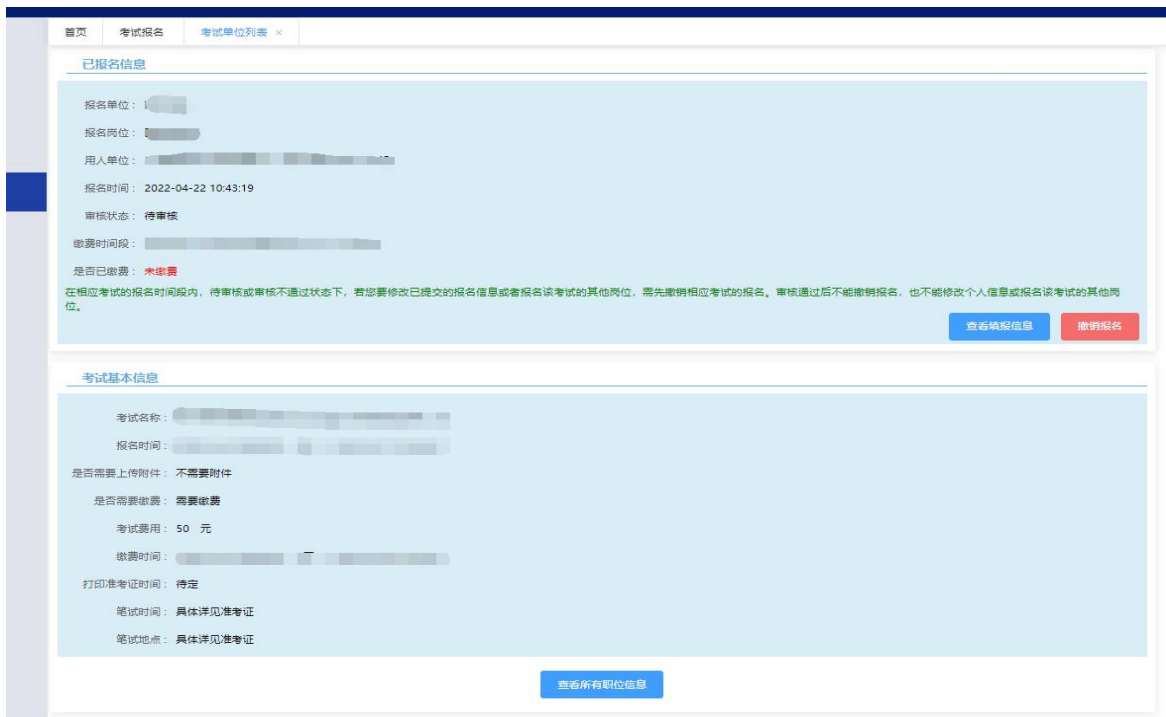 首页 考试报名 考试单位列表 ×
已报名信息
报名单位：
报名岗位：
用人单位：
报名时间： 2022-04-22 10:43:19
审核状态： 待审核
缴费时间段：
是否已缴费： 未缴费
在相应考试的报名时间段内，待审核或审核不通过状态下，若您要修改已提交的报名信息或者报名该考试的其他岗位，需先撤销相应考试的报名。审核通过后不能撤销报名，也不能修改个人信息或报名该考试的其他岗
位。
查看填报信息 撤销报名
考试基本信息
考试名称：
报名时间：
是否需要上传附件： 不需要附件
是否需要缴费： 需要缴费
考试费用： 50 元
缴费时间：
打印准考证时间： 待定
笔试时间： 具体详见准考证
笔试地点： 具体详见准考证
查看所有职位信息